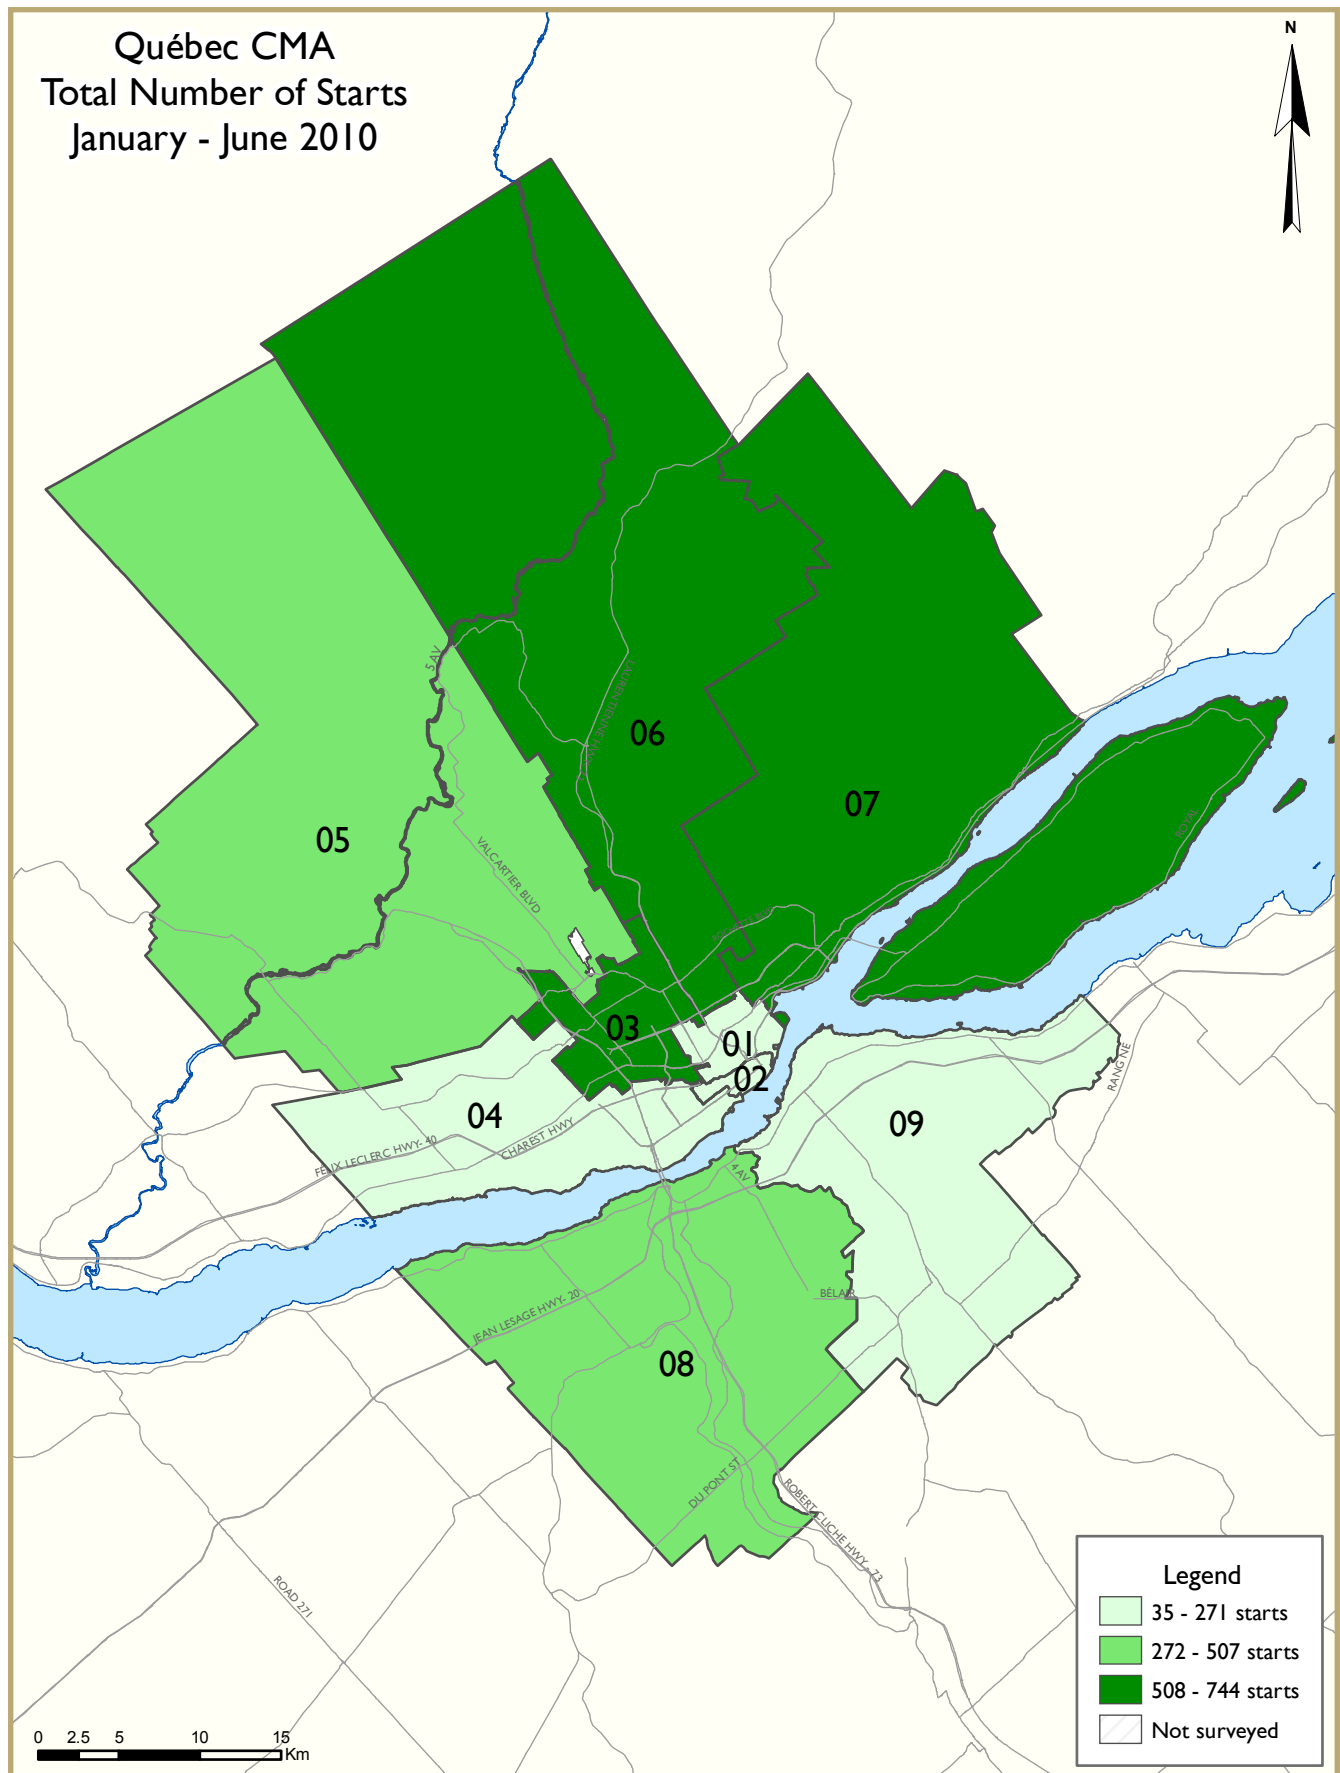 Québec CMA
Total Number of Starts
January - June 2010
N
5 AV
LAURENTIENNE HWY
06
07
05
VALCARTIER BLVD
ROYAL
03
01
02
RANG NE
04
09
FELIX LECLERC HWY- 40
CHAREST HWY
4 AV
BÉLAIR
JEAN LESAGE HWY- 20
08
DU PONT ST
ROBERT CLICHE HWY - 73
ROAD 271
Legend
35 - 271 starts
272 - 507 starts
508 - 744 starts
Not surveyed
0 2.5 5 10 15
Km